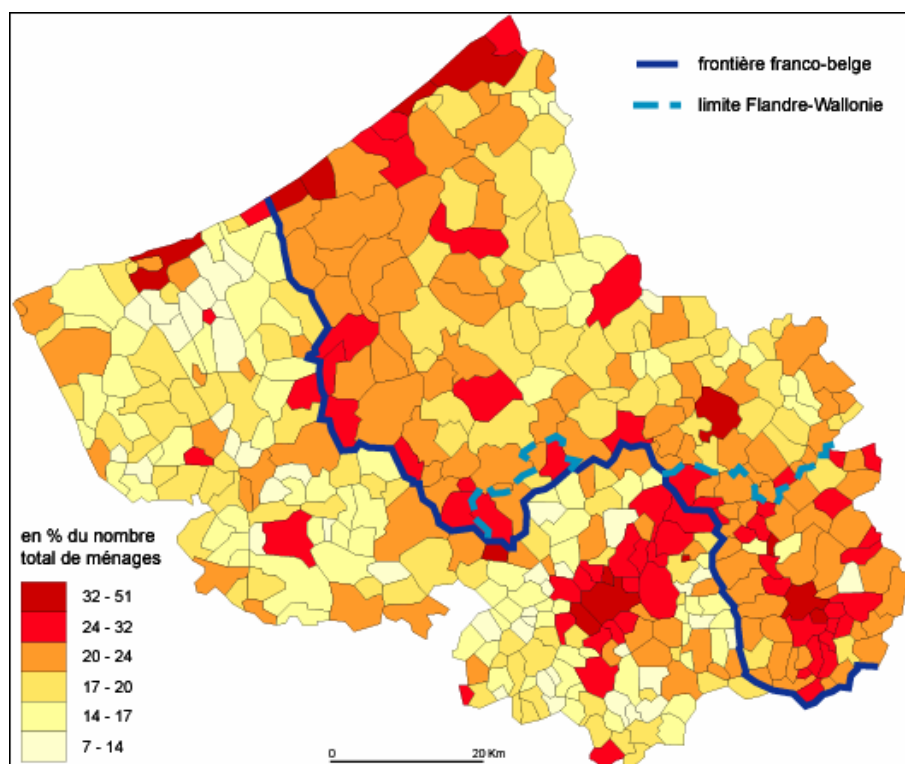 frontière franco-belge
limite Flandre-Wallonie
en % du nombre
total de ménages
32 - 51
24 - 32
20 - 24
17 - 20
14 - 17
7 - 14
0 20 Km